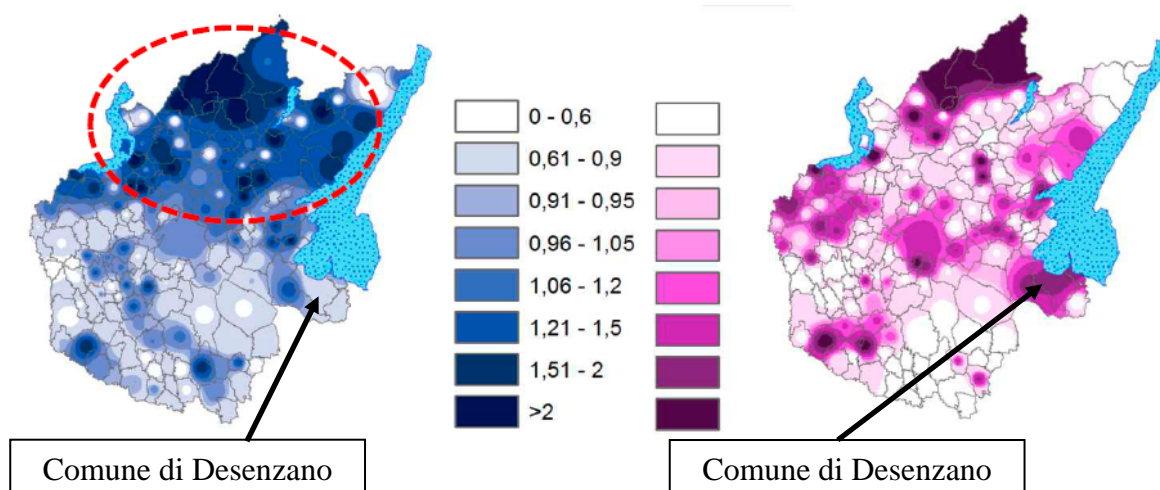 0 - 0,6
0,61 - 0,9
0,91 - 0,95
0,96 - 1,05
1,06 - 1,2
1,21 - 1,5
1,51 - 2
>2
Comune di Desenzano
Comune di Desenzano